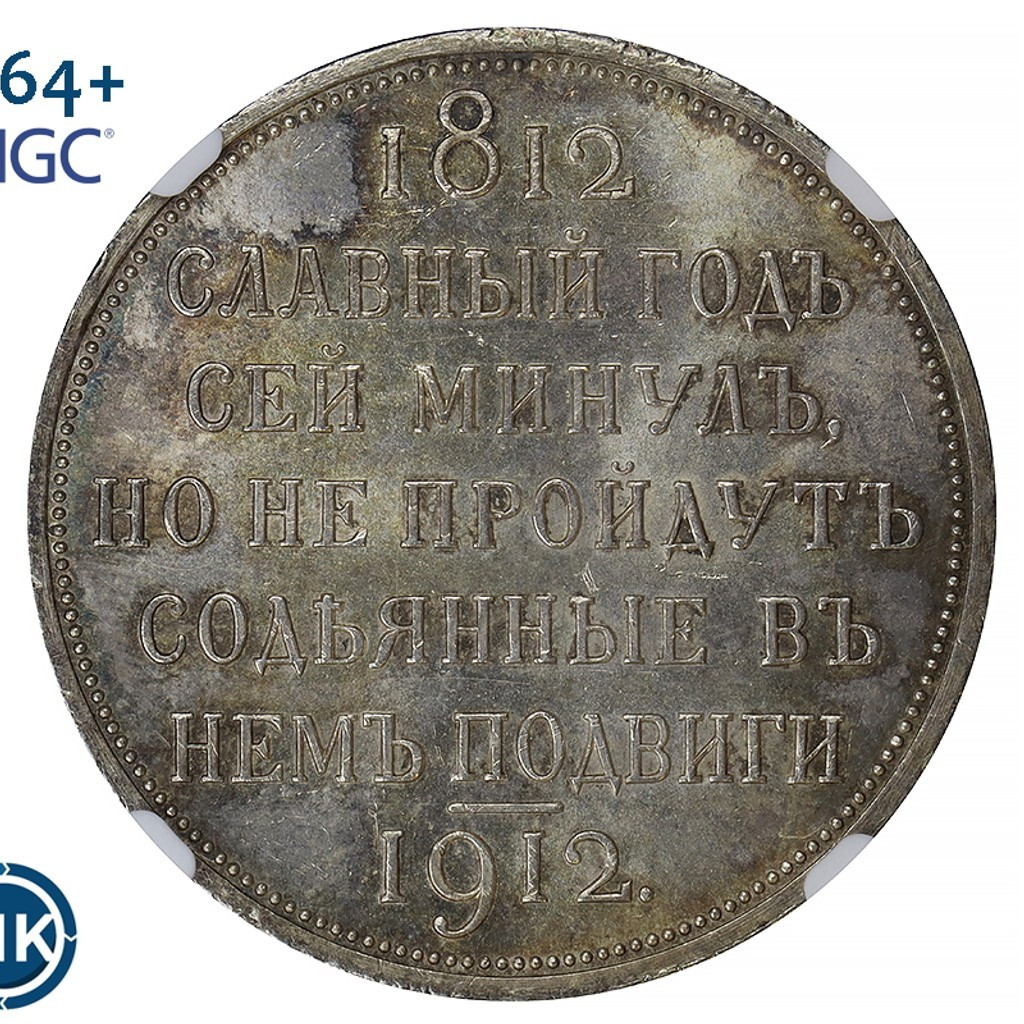 64+
NGC®
1812
СЛАВНЫЙ ГОДЪ
СЕЙ МИНУЛЪ,
НО НЕ ПРОЙДУТЪ
СОДѢЯННЫЕ ВЪ
НЕМЪ ПОДВИГИ
1912.